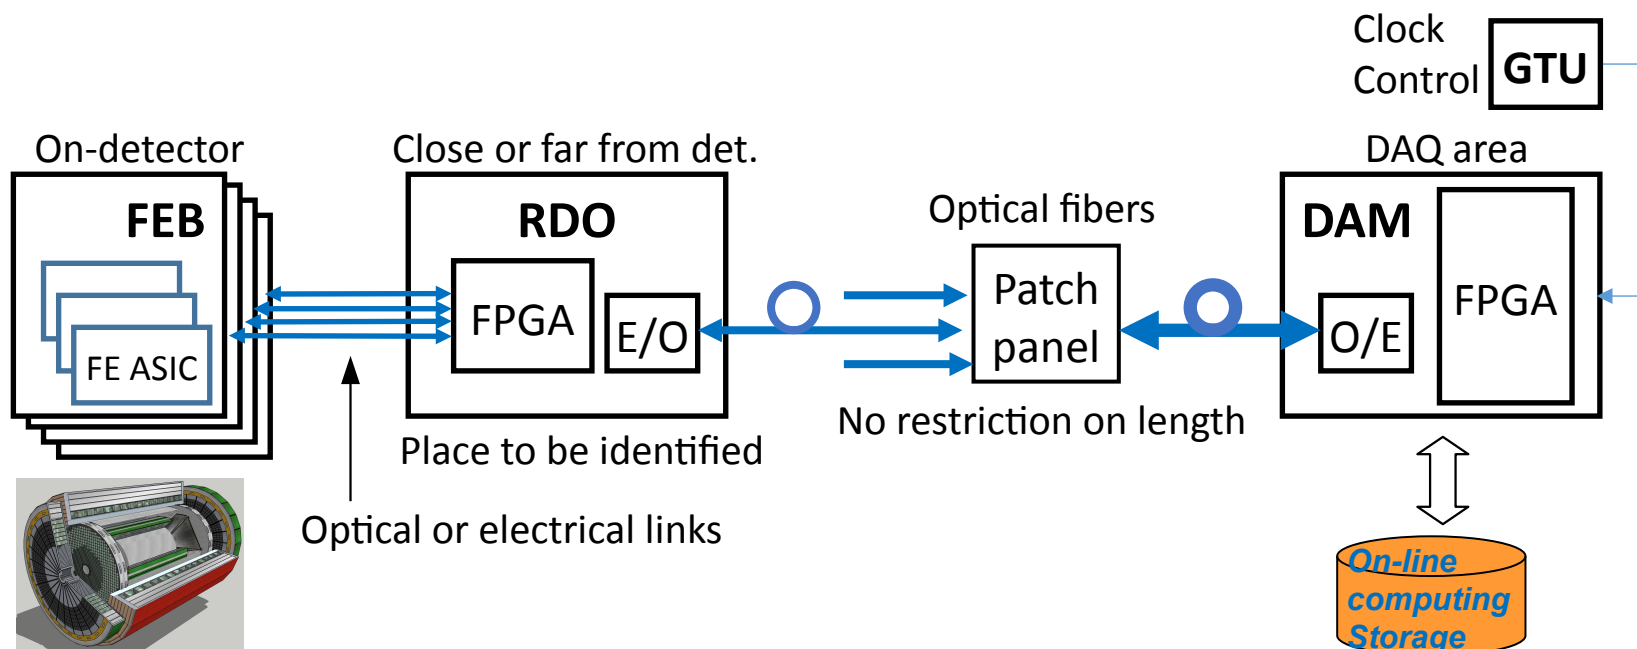 Clock
Control
GTU
On-detector
Close or far from det.
DAQ area
FEB
RDO
Optical fibers
DAM
FPGA
E/O
Patch
panel
O/E
FPGA
FE ASIC
No restriction on length
Place to be identified
Optical or electrical links
On-line
computing
Storage